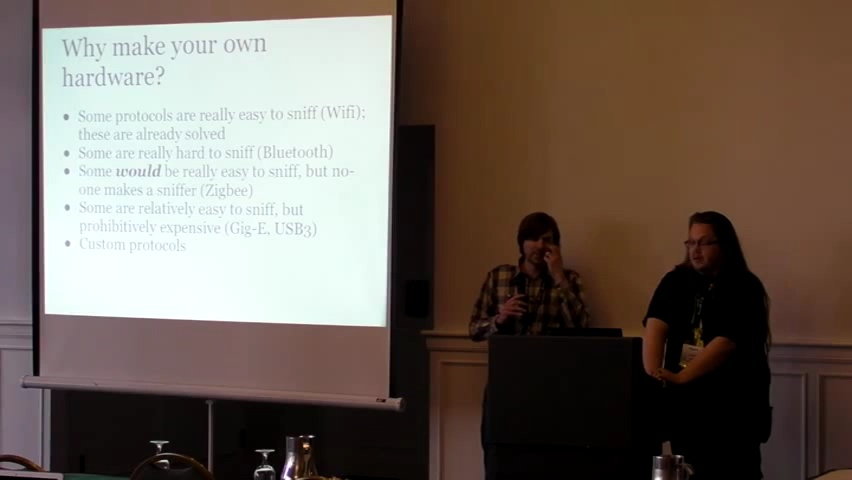 Why make your own
hardware?
• Some protocols are really easy to sniff (Wifi);
these are already solved
• Some are really hard to sniff (Bluetooth)
• Some would be really easy to sniff, but no-
one makes a sniffer (Zigbee)
• Some are relatively easy to sniff, but
prohibitively expensive (Gig-E, USB3)
• Custom protocols